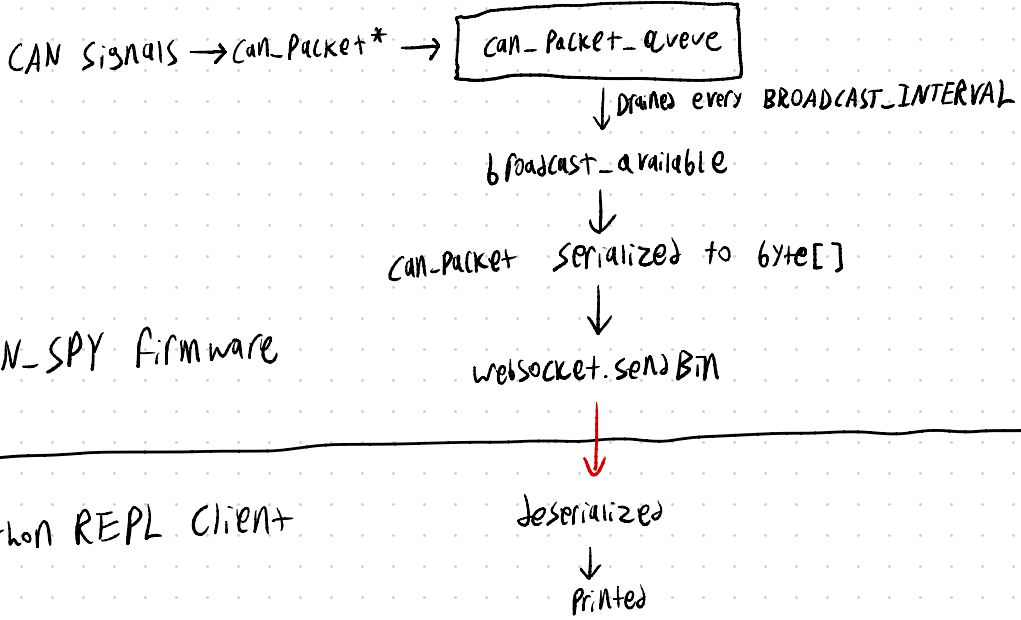 CAN Signals → can_Packet* →
can_Packet_queue
Drained every BROADCAST_INTERVAL
broadcast_available
can_Packet serialized to byte[]
N_SPY firmware
websocket.sendBin
deserialized
thon REPL Client
Printed